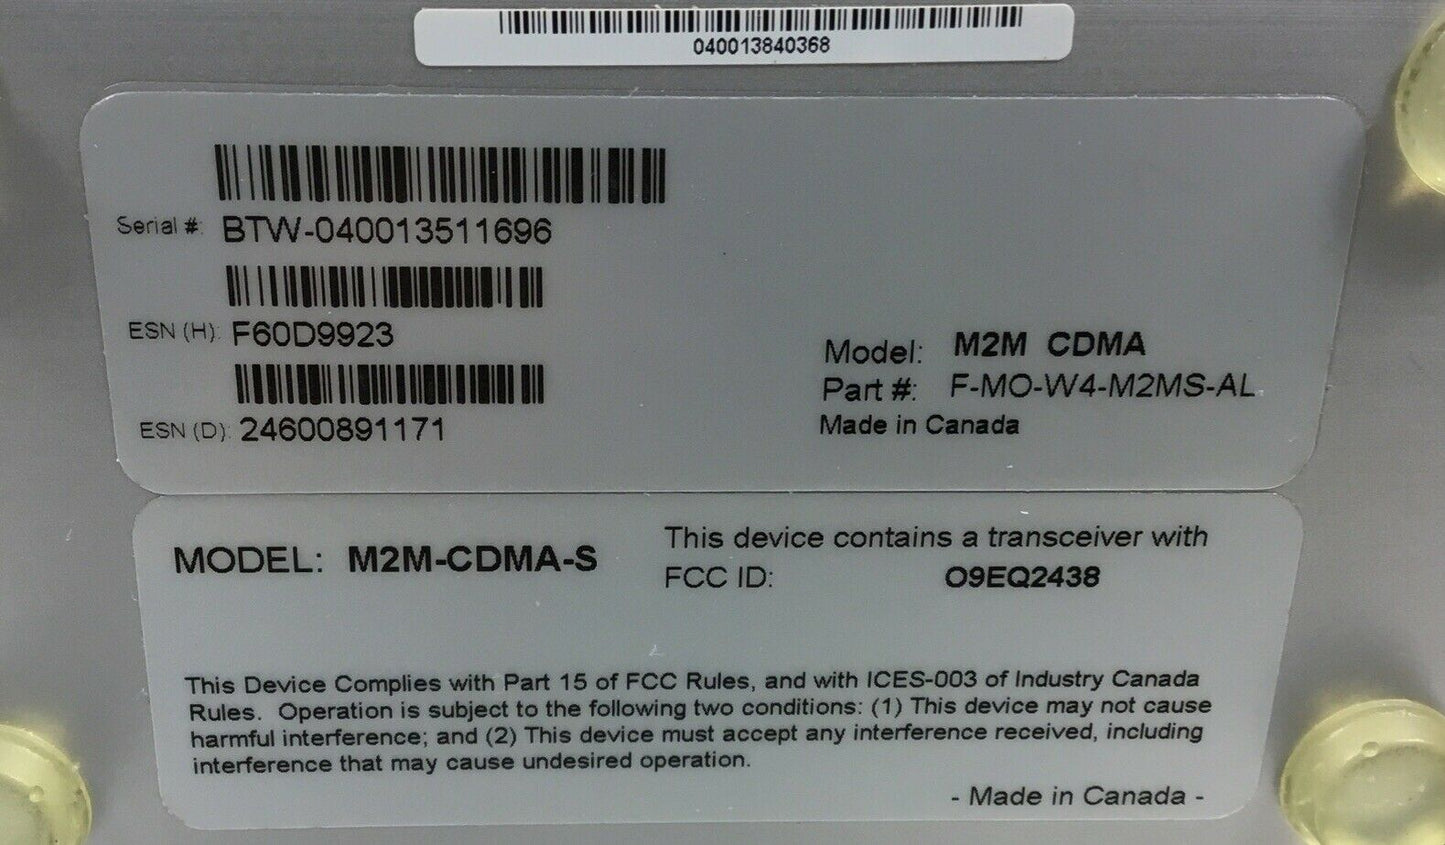 040013840368
Serial #: BTW-040013511696
ESN (H): F60D9923
ESN (D): 24600891171
Model: M2M CDMA
Part #: F-MO-W4-M2MS-AL
Made in Canada
MODEL: M2M-CDMA-S
This device contains a transceiver with
FCC ID: O9EQ2438
This Device Complies with Part 15 of FCC Rules, and with ICES-003 of Industry Canada
Rules. Operation is subject to the following two conditions: (1) This device may not cause
harmful interference; and (2) This device must accept any interference received, including
interference that may cause undesired operation.
- Made in Canada -